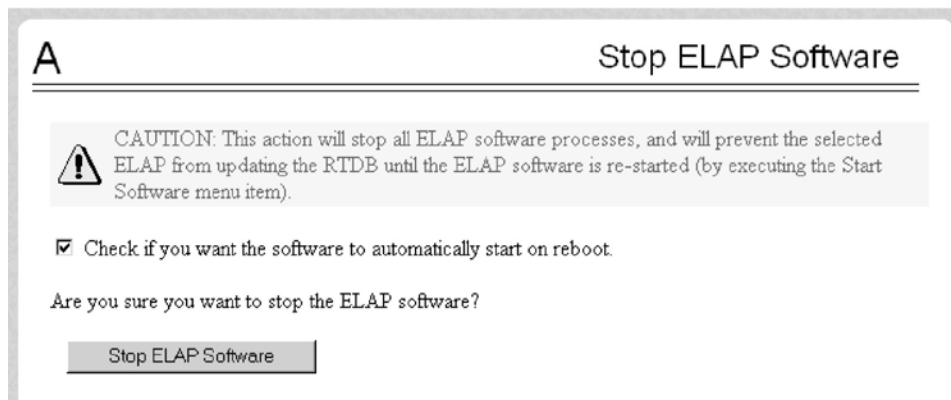 A
Stop ELAP Software
CAUTION: This action will stop all ELAP software processes, and will prevent the selected
ELAP from updating the RTDB until the ELAP software is re-started (by executing the Start
Software menu item).
Check if you want the software to automatically start on reboot.
Are you sure you want to stop the ELAP software?
Stop ELAP Software